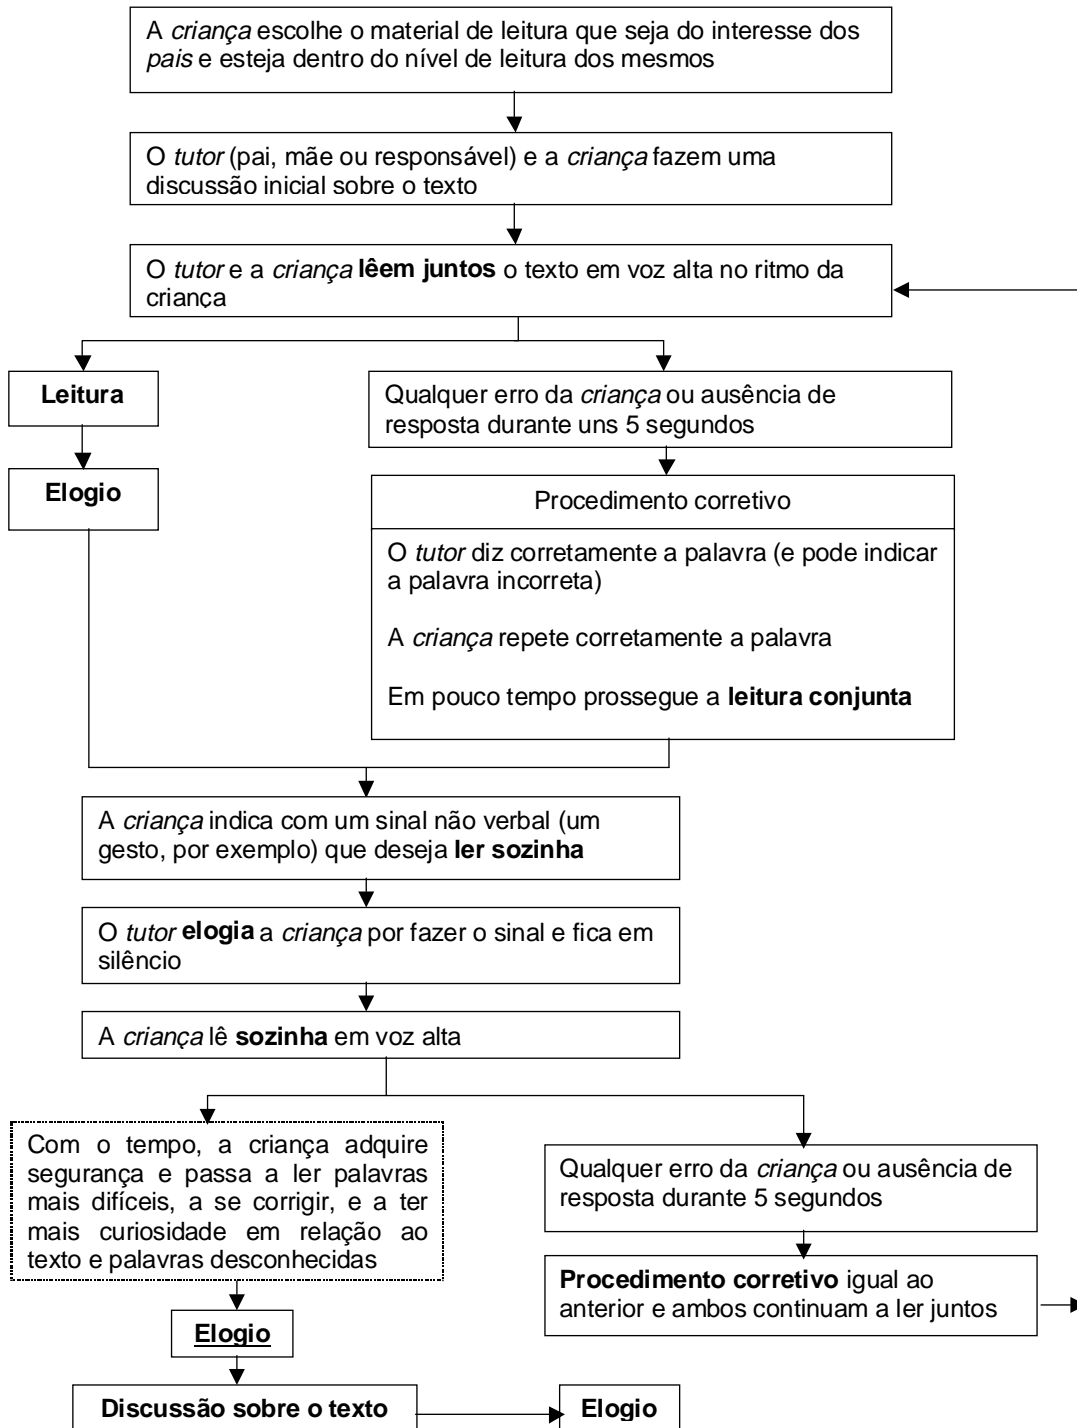 A criança escolhe o material de leitura que seja do interesse dos
pais e esteja dentro do nível de leitura dos mesmos
O tutor (pai, mãe ou responsável) e a criança fazem uma
discussão inicial sobre o texto
O tutor e a criança lêem juntos o texto em voz alta no ritmo da
criança
Leitura
Elogio
Qualquer erro da criança ou ausência de
resposta durante uns 5 segundos
Procedimento corretivo
O tutor diz corretamente a palavra (e pode indicar
a palavra incorreta)
A criança repete corretamente a palavra
Em pouco tempo prossegue a leitura conjunta
A criança indica com um sinal não verbal (um
gesto, por exemplo) que deseja ler sozinha
O tutor elogia a criança por fazer o sinal e fica em
silêncio
A criança lê sozinha em voz alta
Com o tempo, a criança adquire
segurança e passa a ler palavras
mais difíceis, a se corrigir, e a ter
mais curiosidade em relação ao
texto e palavras desconhecidas
Qualquer erro da criança ou ausência de
resposta durante 5 segundos
Procedimento corretivo igual ao
anterior e ambos continuam a ler juntos
Elogio
Discussão sobre o texto
Elogio